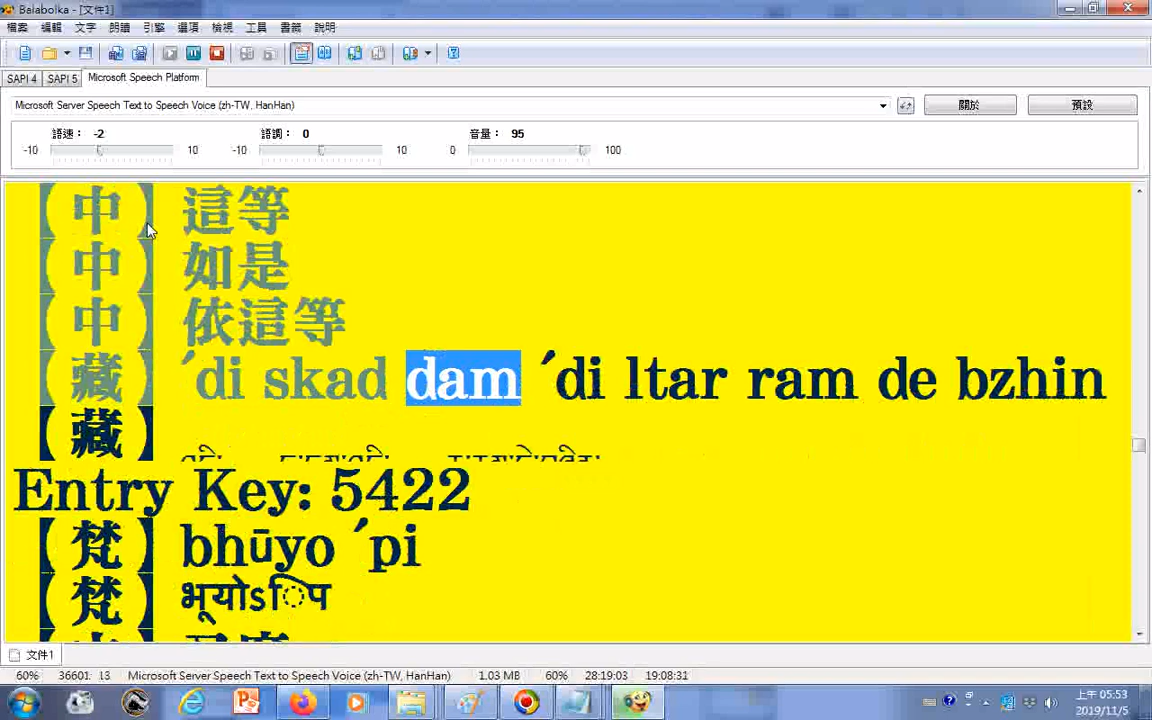 Balabolka - [文件1]
檔案 編輯 文字 朗讀 引擎 選項 檢視 工具 書籤 說明
SAPI 4 SAPI 5 Microsoft Speech Platform
Microsoft Server Speech Text to Speech Voice (zh-TW, HanHan) 關於 預設
語速： -2 語調： 0 音量： 95
-10 10 -10 10 0 100
【中】 這等
【中】 如是
【中】 依這等
【藏】 ´di skad dam ´di ltar ram de bzhin
【藏】
Entry Key: 5422
【梵】 bhūyo ´pi
【梵】 भूयोऽिप
文件1
60% 36601: 13 Microsoft Server Speech Text to Speech Voice (zh-TW, HanHan) 1.03 MB 60% 28:19:03 19:08:31
上午 05:53
2019/11/5